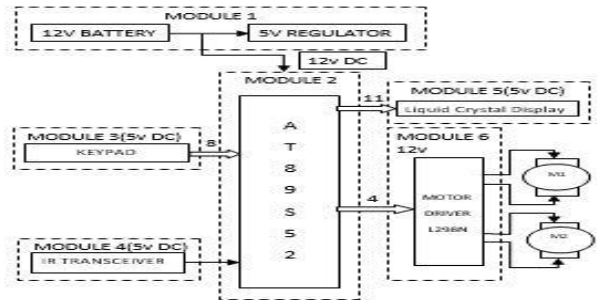 MODULE 1
12V BATTERY
5V REGULATOR
12v DC
MODULE 2
11
MODULE 5(5v DC)
Liquid Crystal Display
MODULE 3(5v DC)
KEYPAD
8
A
T
8
9
S
5
2
MODULE 6
12v
4
MOTOR
DRIVER
L298N
M1
M2
MODULE 4(5v DC)
IR TRANSCEIVER